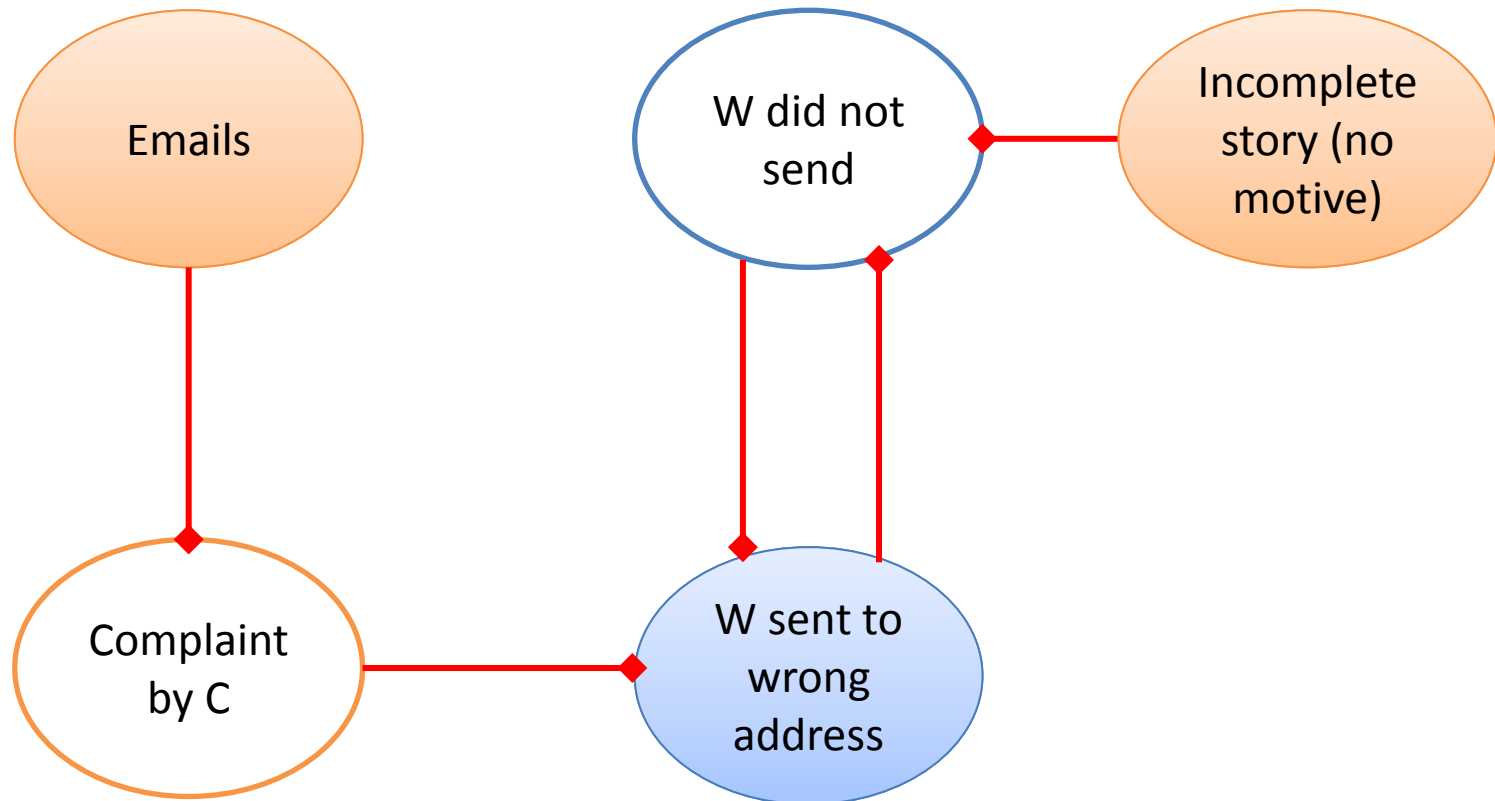 Emails
W did not
send
Incomplete
story (no
motive)
Complaint
by C
W sent to
wrong
address